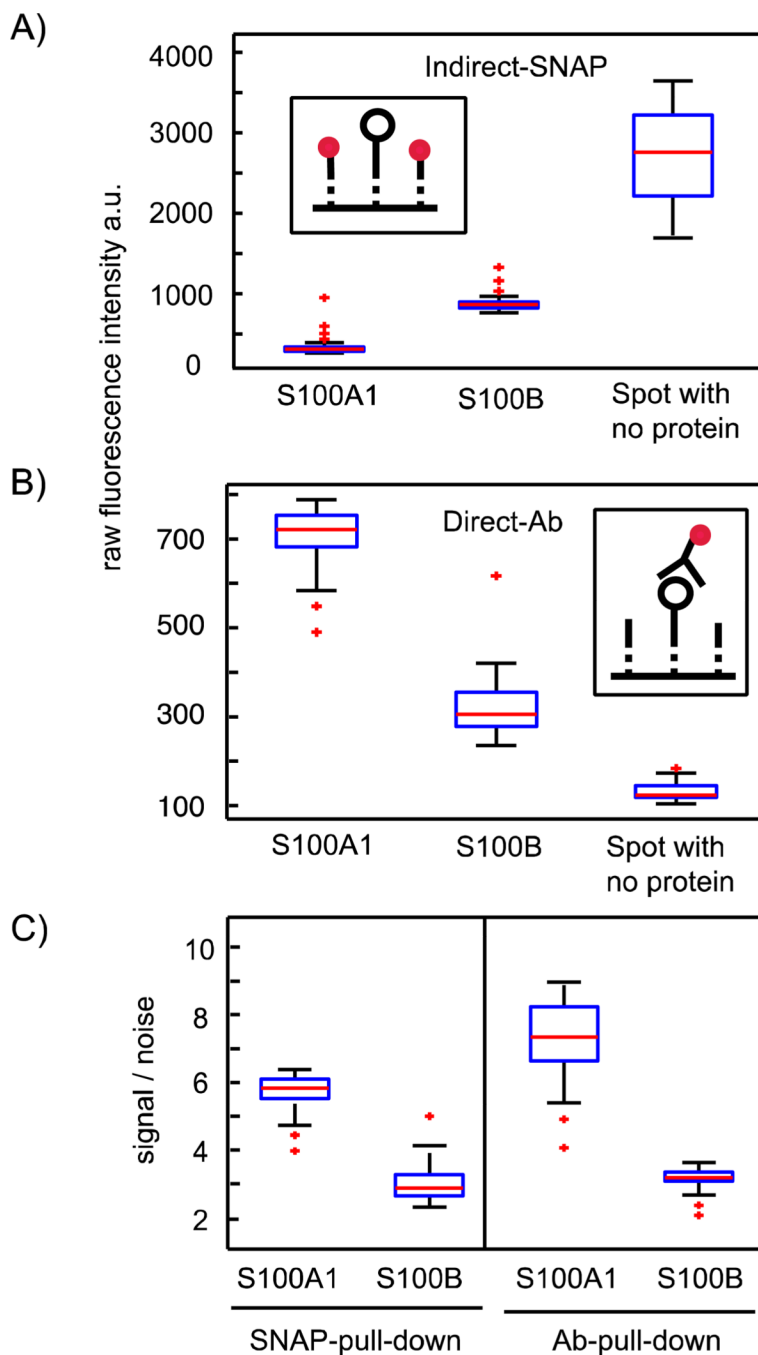 A)
raw fluorescence intensity a.u.
4000
3000
2000
1000
0
Indirect-SNAP
S100A1
S100B
Spot with
no protein
B)
700
500
300
100
Direct-Ab
S100A1
S100B
Spot with
no protein
C)
signal / noise
10
8
6
4
2
S100A1
S100B
S100A1
S100B
SNAP-pull-down
Ab-pull-down